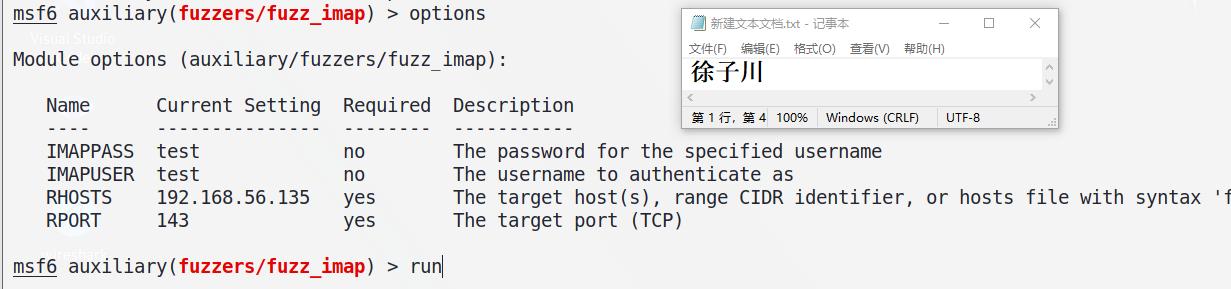 msf6 auxiliary(fuzzers/fuzz_imap) > options
Visual Studio
Module options (auxiliary/fuzzers/fuzz_imap):
Name Current Setting Required Description
---- --------------- -------- -----------
IMAPPASS test no The password for the specified username
IMAPUSER test no The username to authenticate as
RHOSTS 192.168.56.135 yes The target host(s), range CIDR identifier, or hosts file with syntax 'f
RPORT 143 yes The target port (TCP)
msf6 auxiliary(fuzzers/fuzz_imap) > run
新建文本文档.txt - 记事本
文件(F) 编辑(E) 格式(O) 查看(V) 帮助(H)
徐子川
第 1 行，第 4 100% Windows (CRLF) UTF-8